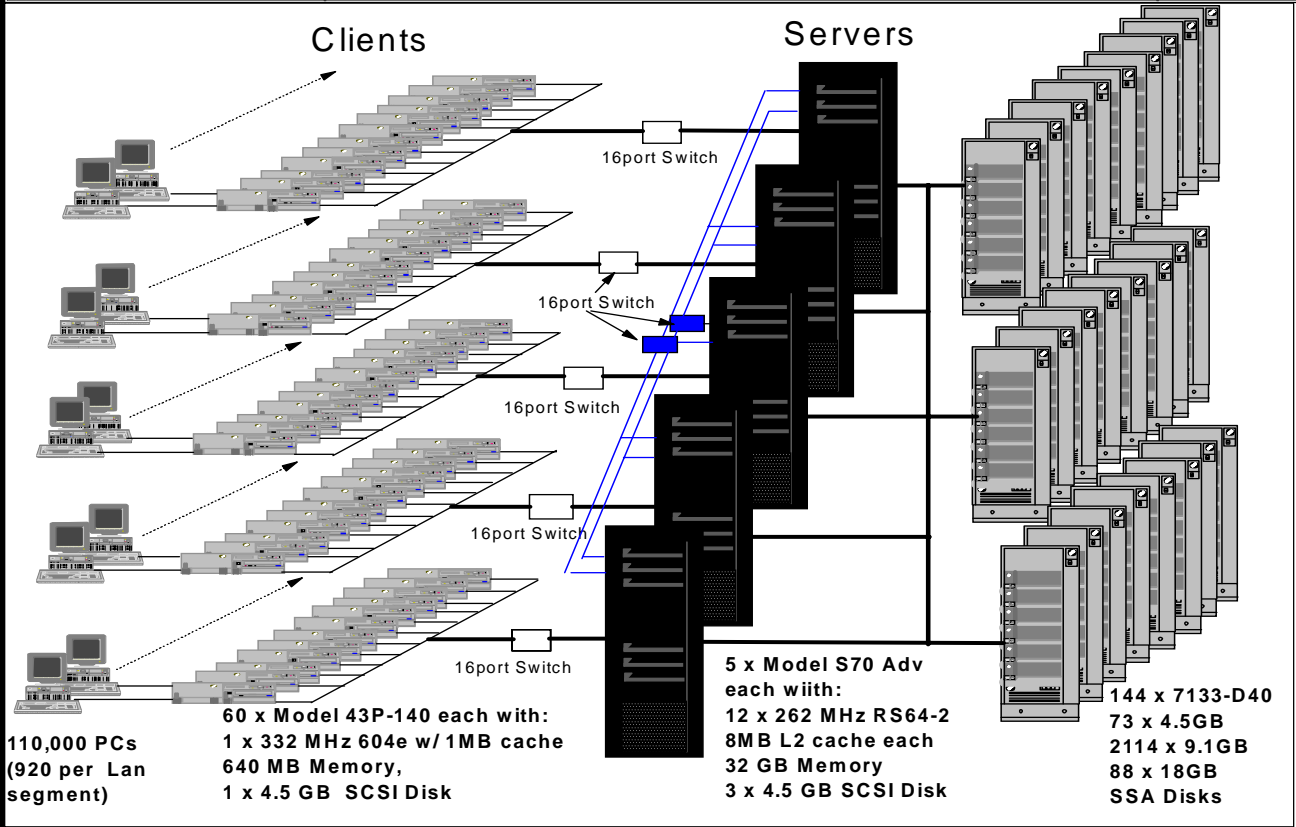 Clients
Servers
16port Switch
16port Switch
16port Switch
16port Switch
16port Switch
110,000 PCs
(920 per Lan
segment)
60 x Model 43P-140 each with:
1 x 332 MHz 604e w/ 1MB cache
640 MB Memory,
1 x 4.5 GB SCSI Disk
5 x Model S70 Adv
each wiith:
12 x 262 MHz RS64-2
8MB L2 cache each
32 GB Memory
3 x 4.5 GB SCSI Disk
144 x 7133-D40
73 x 4.5GB
2114 x 9.1GB
88 x 18GB
SSA Disks